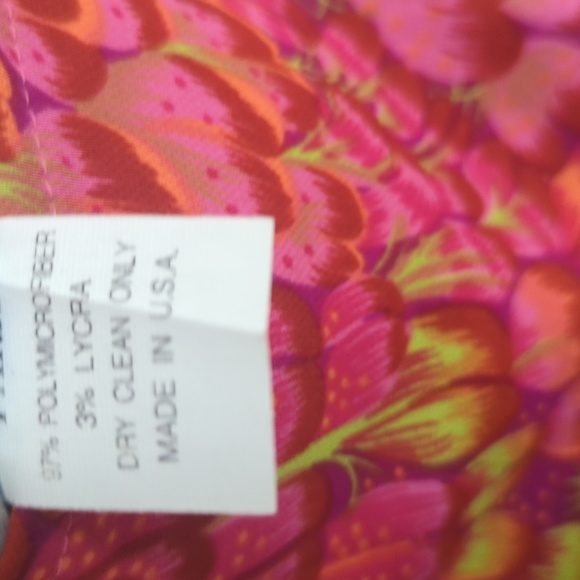 97% POLYMICROFIBER
3% LYCRA
DRY CLEAN ONLY
MADE IN U.S.A.